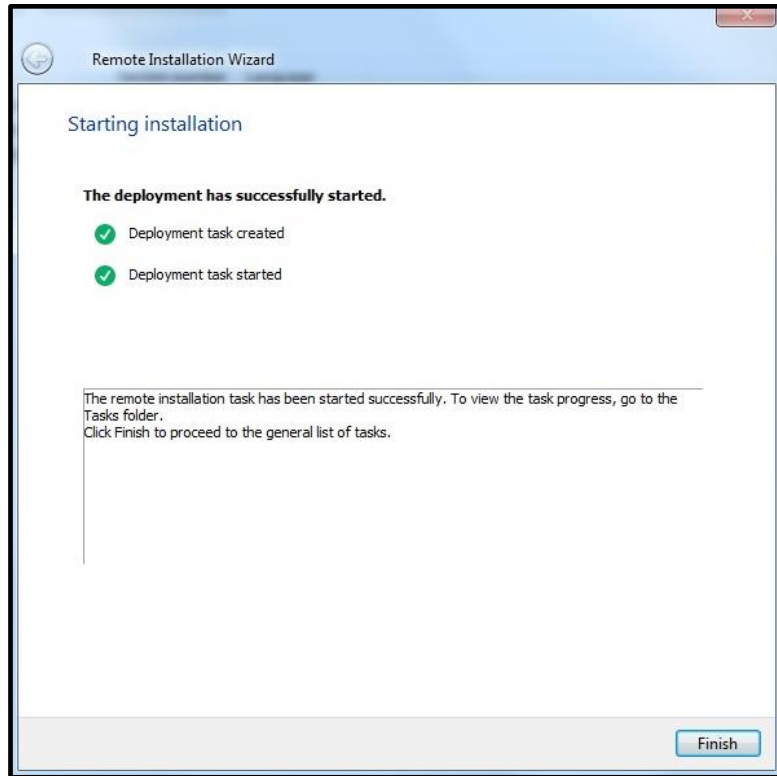 Remote Installation Wizard
Starting installation
The deployment has successfully started.
Deployment task created
Deployment task started
The remote installation task has been started successfully. To view the task progress, go to the
Tasks folder.
Click Finish to proceed to the general list of tasks.
Finish